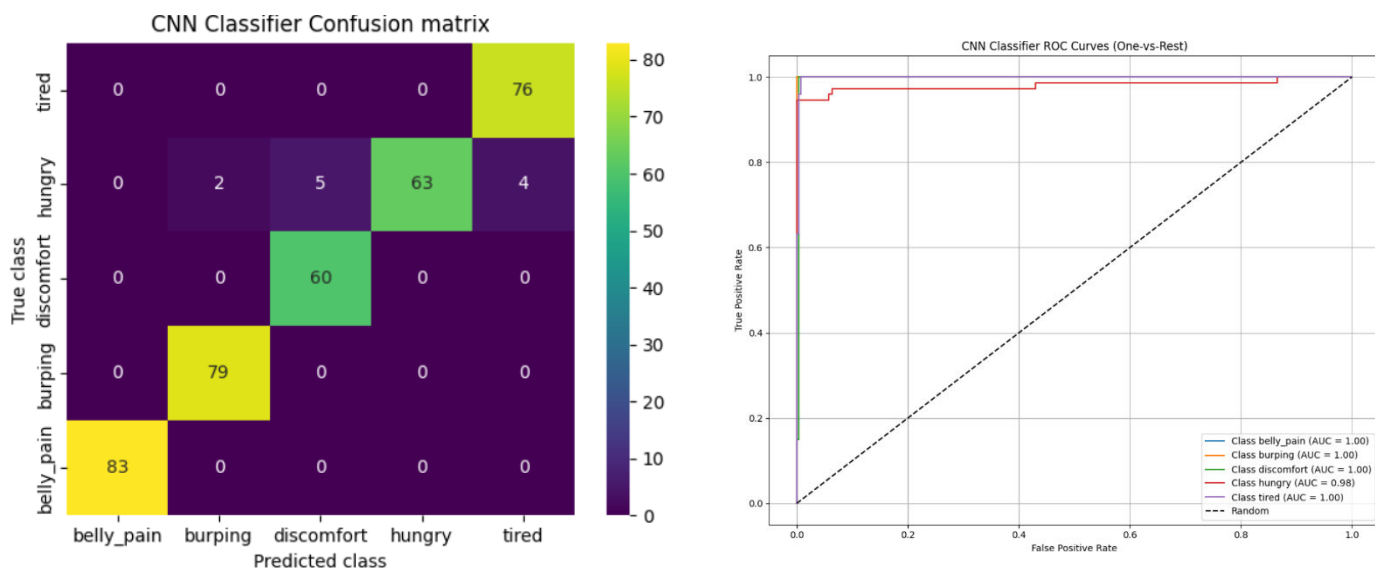 CNN Classifier Confusion matrix
True class
tired
hungry
discomfort
burping
belly_pain
0 0 0 0 76
0 2 5 63 4
0 0 60 0 0
0 79 0 0 0
83 0 0 0 0
belly_pain burping discomfort hungry tired
Predicted class
80
70
60
50
40
30
20
10
0
CNN Classifier ROC Curves (One-vs-Rest)
True Positive Rate
1.0
0.8
0.6
0.4
0.2
0.0
Class belly_pain (AUC = 1.00)
Class burping (AUC = 1.00)
Class discomfort (AUC = 1.00)
Class hungry (AUC = 0.98)
Class tired (AUC = 1.00)
Random
0.0 0.2 0.4 0.6 0.8 1.0
False Positive Rate